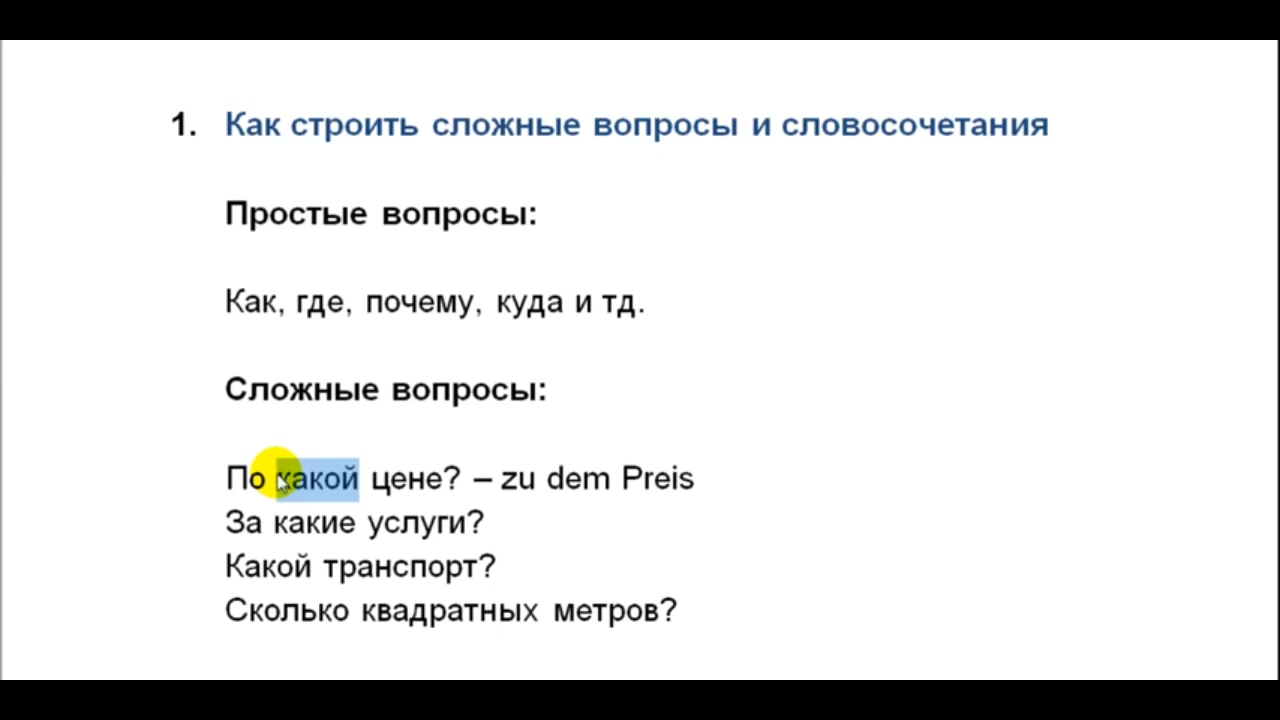 1. Как строить сложные вопросы и словосочетания
Простые вопросы:
Как, где, почему, куда и тд.
Сложные вопросы:
По какой цене? – zu dem Preis
За какие услуги?
Какой транспорт?
Сколько квадратных метров?